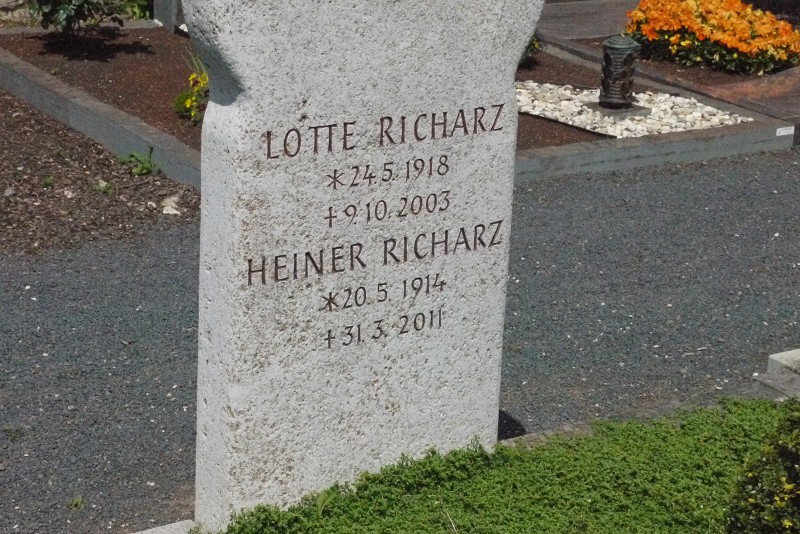 LOTTE RICHARZ
*24.5.1918
†9.10.2003
HEINER RICHARZ
*20.5.1914
†31.3.2011